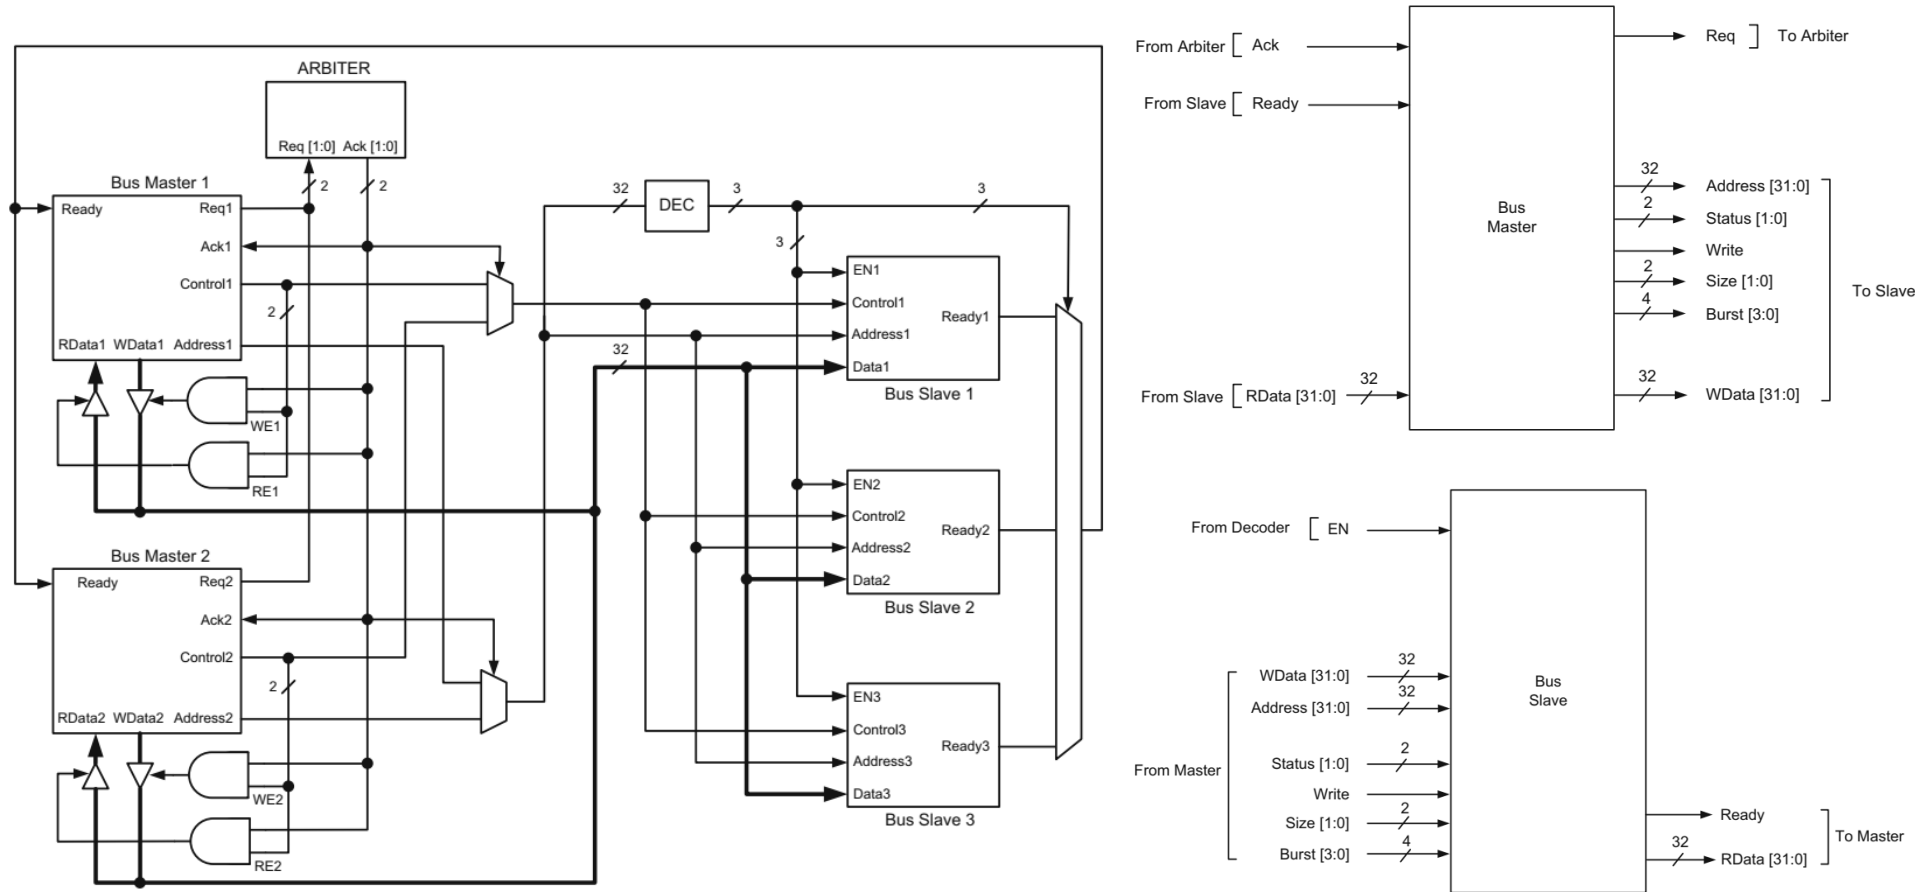 ARBITER
Req [1:0] Ack [1:0]
2 2
Bus Master 1
Ready Req1
Ack1
Control1
2
RData1 WData1 Address1
WE1
RE1
Bus Master 2
Ready Req2
Ack2
Control2
2
RData2 WData2 Address2
WE2
RE2
32 DEC 3 3
3
32
EN1
Control1
Ready1
Address1
Data1
Bus Slave 1
EN2
Control2
Ready2
Address2
Data2
Bus Slave 2
EN3
Control3
Ready3
Address3
Data3
Bus Slave 3
From Arbiter [ Ack
Req ] To Arbiter
From Slave [ Ready
Bus
Master
32 Address [31:0]
2 Status [1:0]
Write
2 Size [1:0]
4 Burst [3:0]
To Slave
From Slave [ RData [31:0] 32
32 WData [31:0]
From Decoder [ EN
Bus
Slave
WData [31:0] 32
Address [31:0] 32
From Master
Status [1:0] 2
Write
Size [1:0] 2
Burst [3:0] 4
Ready
To Master
32 RData [31:0]